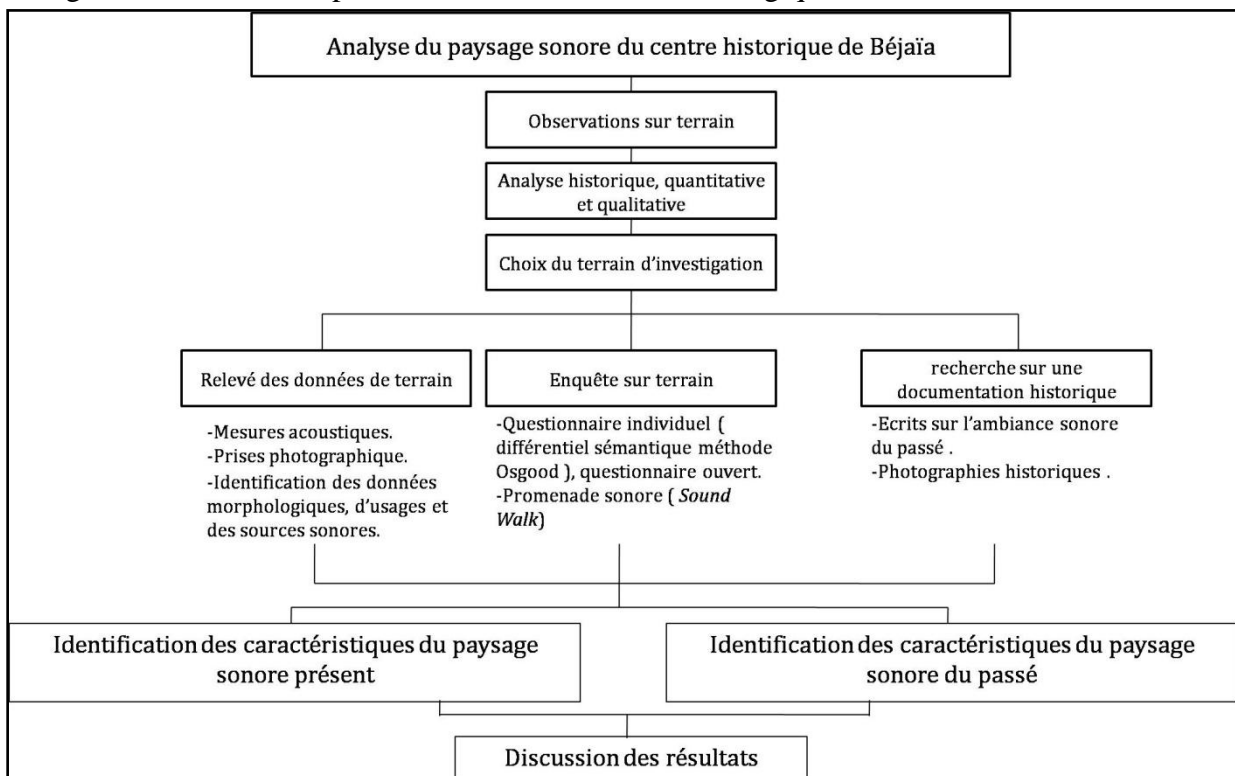 Analyse du paysage sonore du centre historique de Béjaïa
Observations sur terrain
Analyse historique, quantitative
et qualitative
Choix du terrain d'investigation
Relevé des données de terrain
-Mesures acoustiques.
-Prises photographique.
-Identification des données
morphologiques, d'usages et
des sources sonores.
Enquête sur terrain
-Questionnaire individuel (
différentiel sémantique méthode
Osgood ), questionnaire ouvert.
-Promenade sonore ( Sound
Walk)
recherche sur une
documentation historique
-Ecrits sur l'ambiance sonore
du passé .
-Photographies historiques .
Identification des caractéristiques du paysage
sonore présent
Identification des caractéristiques du paysage
sonore du passé
Discussion des résultats